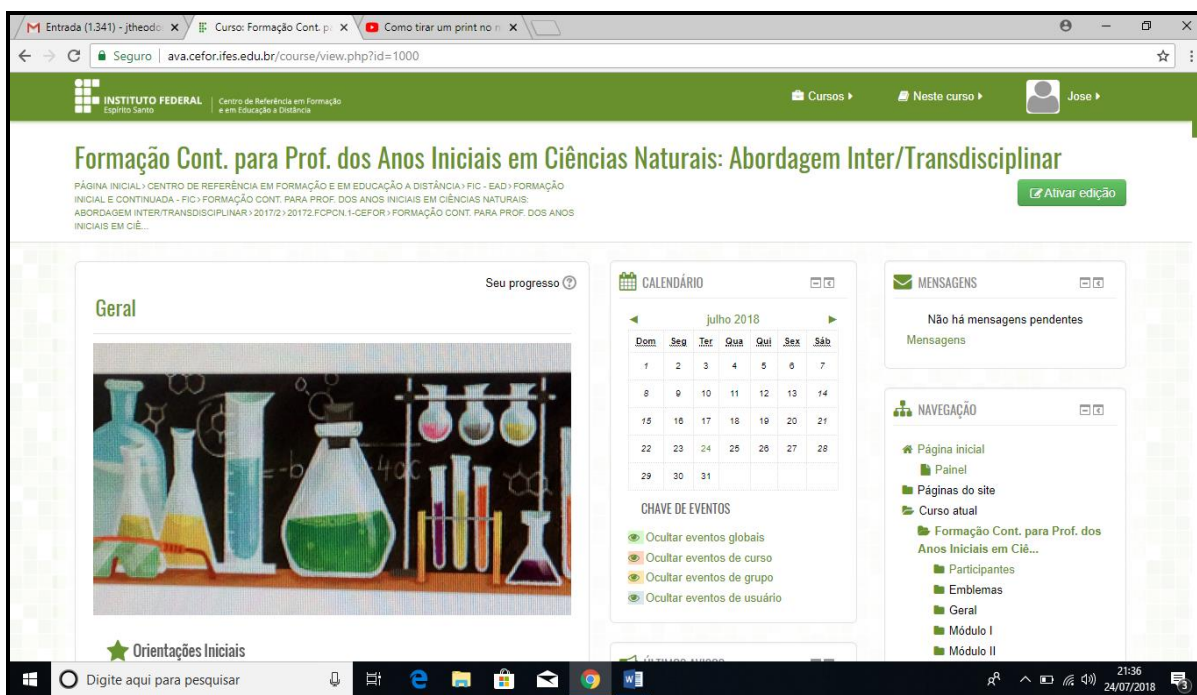 Entrada (1.341) - jtheodo
Curso: Formação Cont. pa
Como tirar um print no n
Seguro
ava.cefor.ifes.edu.br/course/view.php?id=1000
INSTITUTO FEDERAL
Espírito Santo
Centro de Referência em Formação
e em Educação a Distância
Cursos
Neste curso
Jose
Formação Cont. para Prof. dos Anos Iniciais em Ciências Naturais: Abordagem Inter/Transdisciplinar
PÁGINA INICIAL › CENTRO DE REFERÊNCIA EM FORMAÇÃO E EM EDUCAÇÃO A DISTÂNCIA › FIC - EAD › FORMAÇÃO
INICIAL E CONTINUADA - FIC › FORMAÇÃO CONT. PARA PROF. DOS ANOS INICIAIS EM CIÊNCIAS NATURAIS:
ABORDAGEM INTER/TRANSDISCIPLINAR › 2017/2 › 20172.FCPCN.1-CEFOR › FORMAÇÃO CONT. PARA PROF. DOS ANOS
INICIAIS EM CIÊ...
Ativar edição
Seu progresso
Geral
-b
4ac
Orientações Iniciais
CALENDÁRIO
julho 2018
Dom Seg Ter Qua Qui Sex Sáb
1 2 3 4 5 6 7
8 9 10 11 12 13 14
15 16 17 18 19 20 21
22 23 24 25 26 27 28
29 30 31
CHAVE DE EVENTOS
Ocultar eventos globais
Ocultar eventos de curso
Ocultar eventos de grupo
Ocultar eventos de usuário
ÚLTIMOS AVISOS
MENSAGENS
Não há mensagens pendentes
Mensagens
NAVEGAÇÃO
Página inicial
Painel
Páginas do site
Curso atual
Formação Cont. para Prof. dos
Anos Iniciais em Ciê...
Participantes
Emblemas
Geral
Módulo I
Módulo II
Digite aqui para pesquisar
21:36
24/07/2018
3